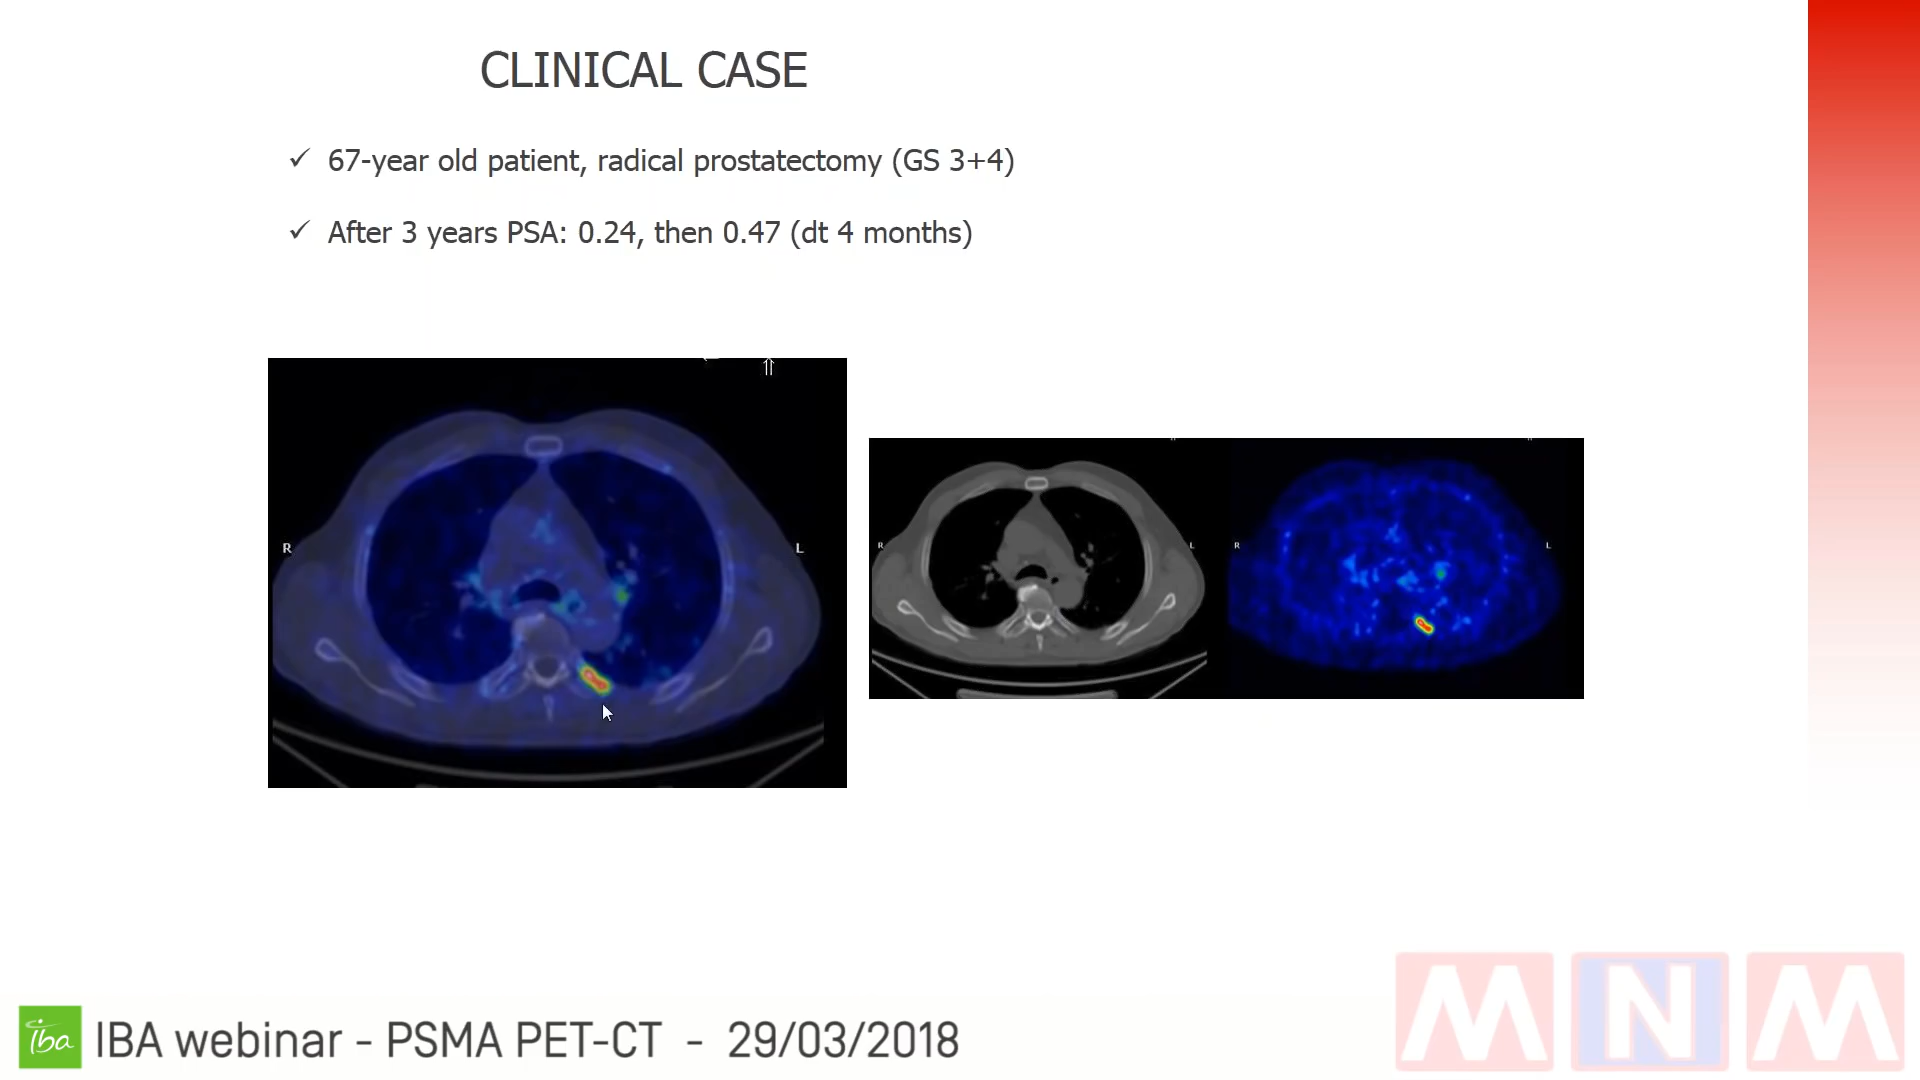 CLINICAL CASE
✓ 67-year old patient, radical prostatectomy (GS 3+4)
✓ After 3 years PSA: 0.24, then 0.47 (dt 4 months)
R
L
R
L
R
L
iba
IBA webinar - PSMA PET-CT - 29/03/2018
M N M